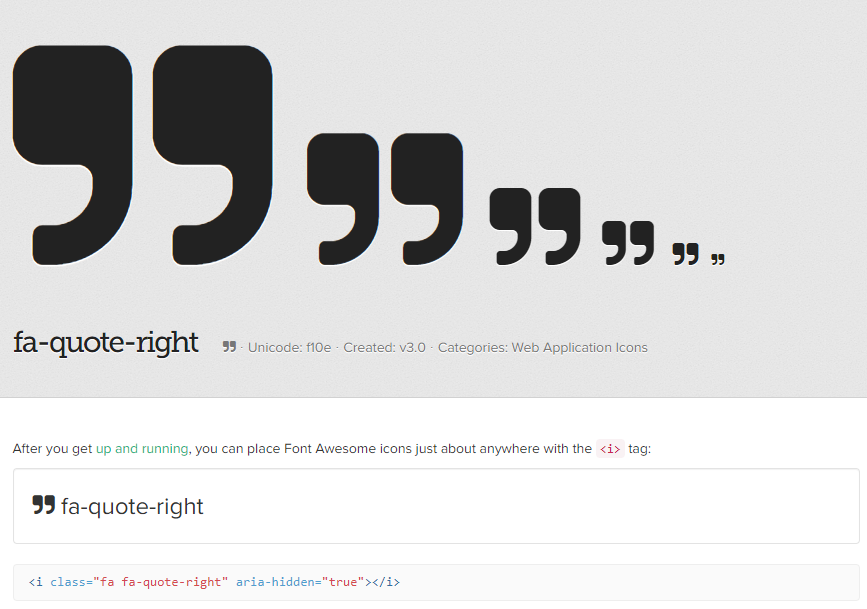 fa-quote-right · Unicode: f10e · Created: v3.0 · Categories: Web Application Icons
After you get up and running, you can place Font Awesome icons just about anywhere with the <i> tag:
fa-quote-right
<i class="fa fa-quote-right" aria-hidden="true"></i>